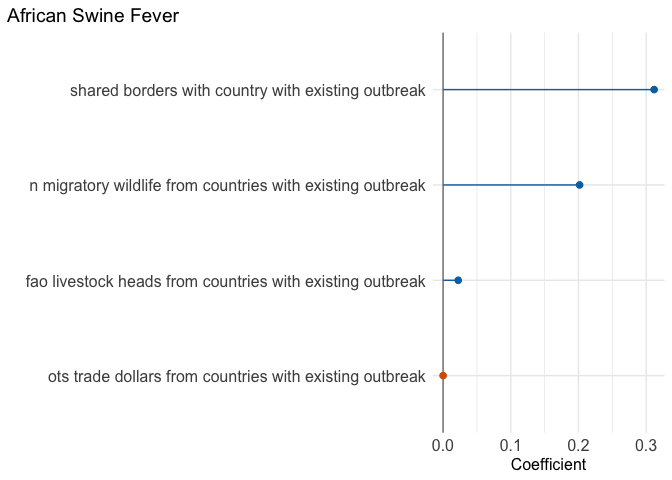 African Swine Fever
shared borders with country with existing outbreak
n migratory wildlife from countries with existing outbreak
fao livestock heads from countries with existing outbreak
ots trade dollars from countries with existing outbreak
0.0 0.1 0.2 0.3
Coefficient